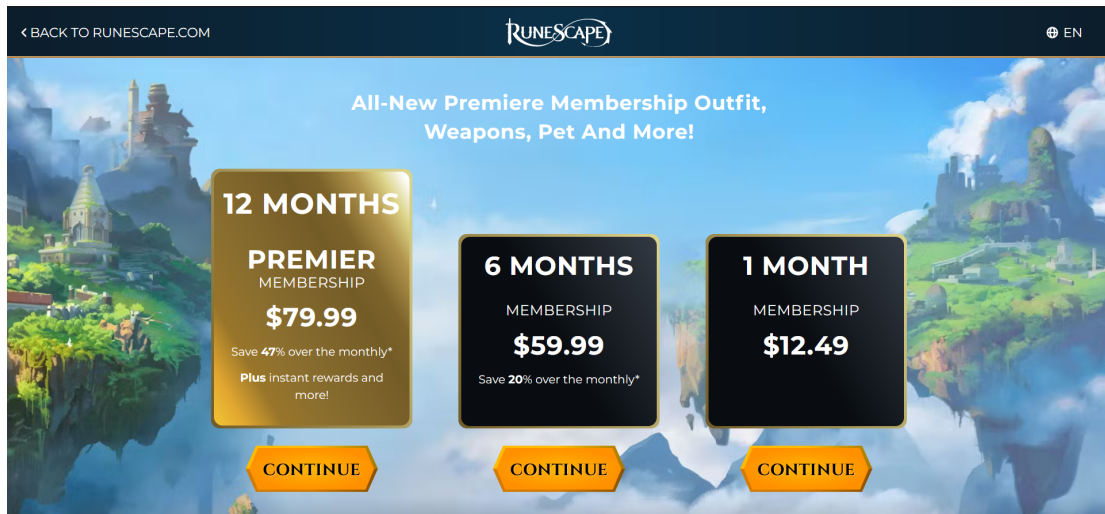 BACK TO RUNESCAPE.COM
RUNESCAPE
EN
All-New Premiere Membership Outfit,
Weapons, Pet And More!
12 MONTHS
PREMIER
MEMBERSHIP
$79.99
Save 47% over the monthly*
Plus instant rewards and
more!
CONTINUE
6 MONTHS
MEMBERSHIP
$59.99
Save 20% over the monthly*
CONTINUE
1 MONTH
MEMBERSHIP
$12.49
CONTINUE